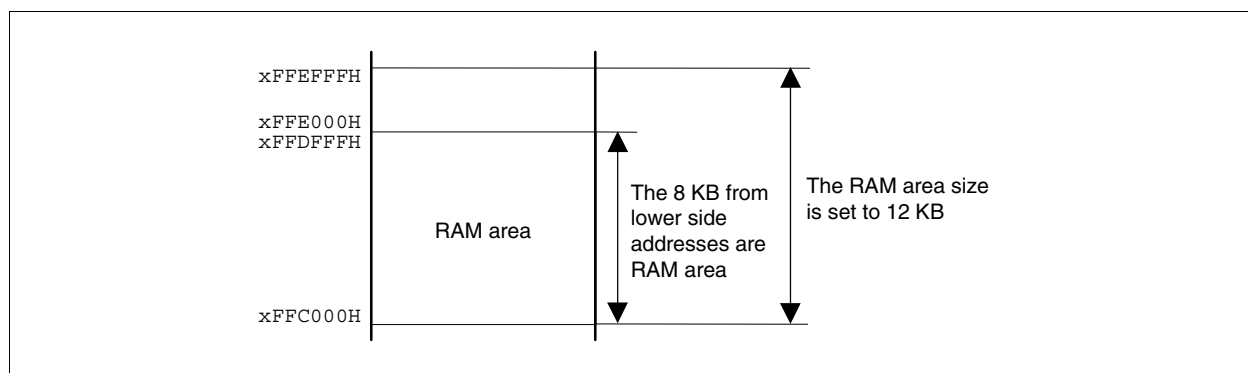 xFFEFFFH
xFFE000H
xFFDFFFH
The 8 KB from
lower side
addresses are
RAM area
The RAM area size
is set to 12 KB
RAM area
xFFC000H